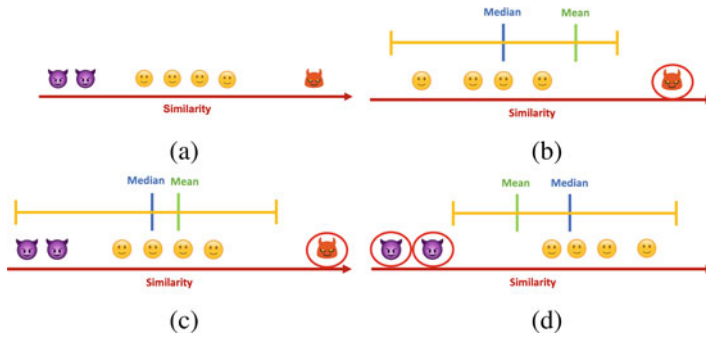 Similarity
(a)
Median Mean
Similarity
(b)
Median Mean
Similarity
(c)
Mean Median
Similarity
(d)